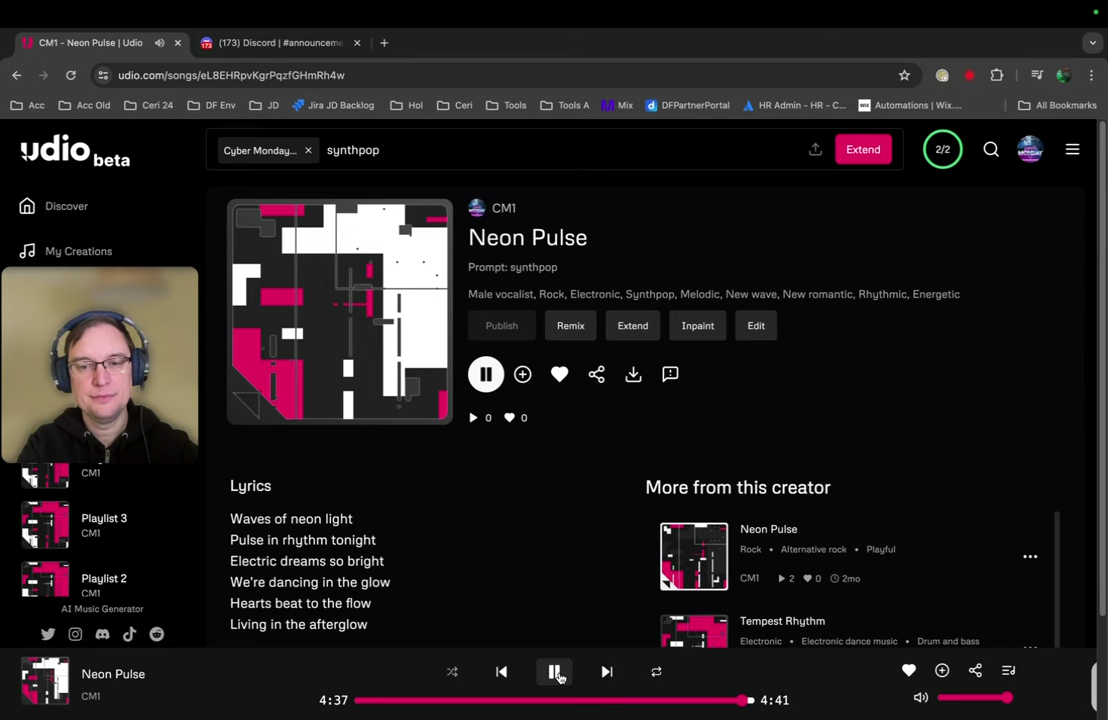 CM1 - Neon Pulse | Udio
(173) Discord | #announceme
udio.com/songs/eL8EHRpvKgrPqzfGHmRh4w
Acc
Acc Old
Ceri 24
DF Env
JD
Jira JD Backlog
Hol
Ceri
Tools
Tools A
Mix
DFPartnerPortal
HR Admin - HR - C...
Automations | Wix....
All Bookmarks
udio beta
Cyber Monday...
synthpop
Extend
2/2
Discover
My Creations
CM1
Neon Pulse
Prompt: synthpop
Male vocalist, Rock, Electronic, Synthpop, Melodic, New wave, New romantic, Rhythmic, Energetic
Publish
Remix
Extend
Inpaint
Edit
0
0
CM1
Playlist 3
CM1
Playlist 2
CM1
AI Music Generator
Lyrics
Waves of neon light
Pulse in rhythm tonight
Electric dreams so bright
We're dancing in the glow
Hearts beat to the flow
Living in the afterglow
More from this creator
Neon Pulse
Rock • Alternative rock • Playful
CM1 2 0 2mo
Tempest Rhythm
Electronic • Electronic dance music • Drum and bass
Neon Pulse
CM1
4:37
4:41